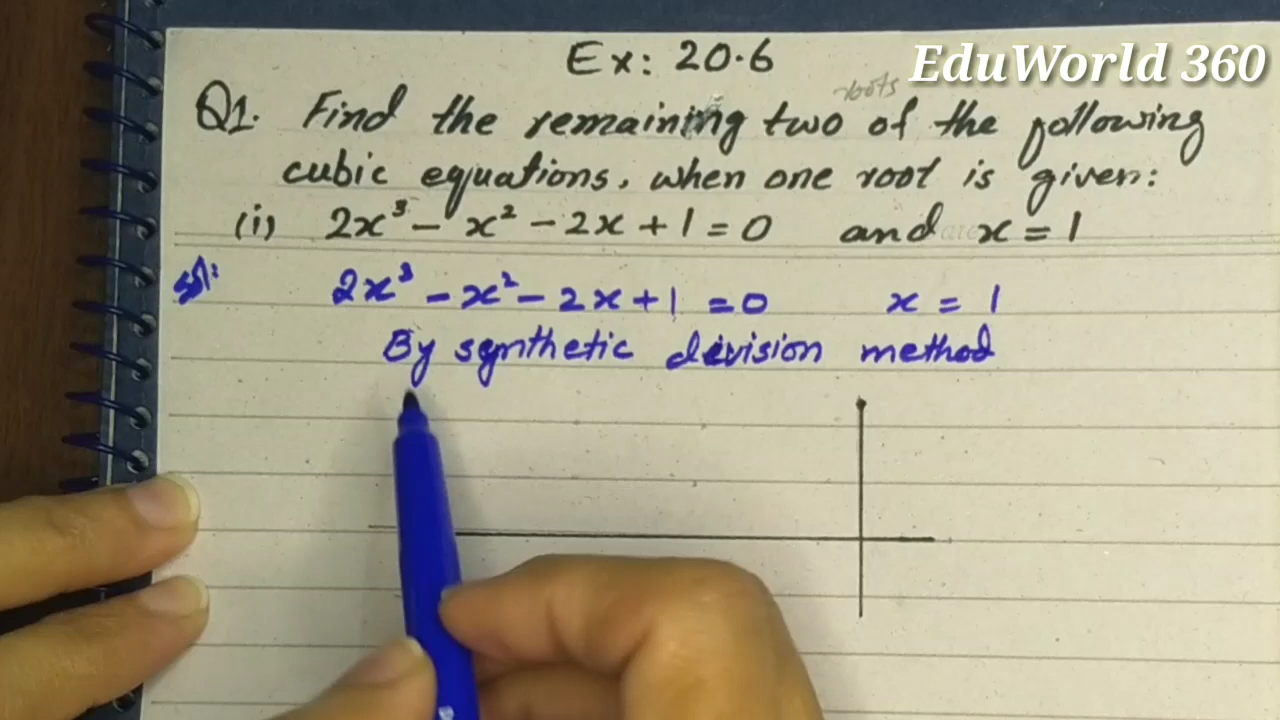 Ex: 20.6
EduWorld 360
roots
Q1. Find the remaining two of the following
cubic equations, when one root is given:
(i) 2x³ - x² - 2x + 1 = 0 and x = 1
Sol:
2x³ - x² - 2x + 1 = 0 x = 1
By synthetic division method